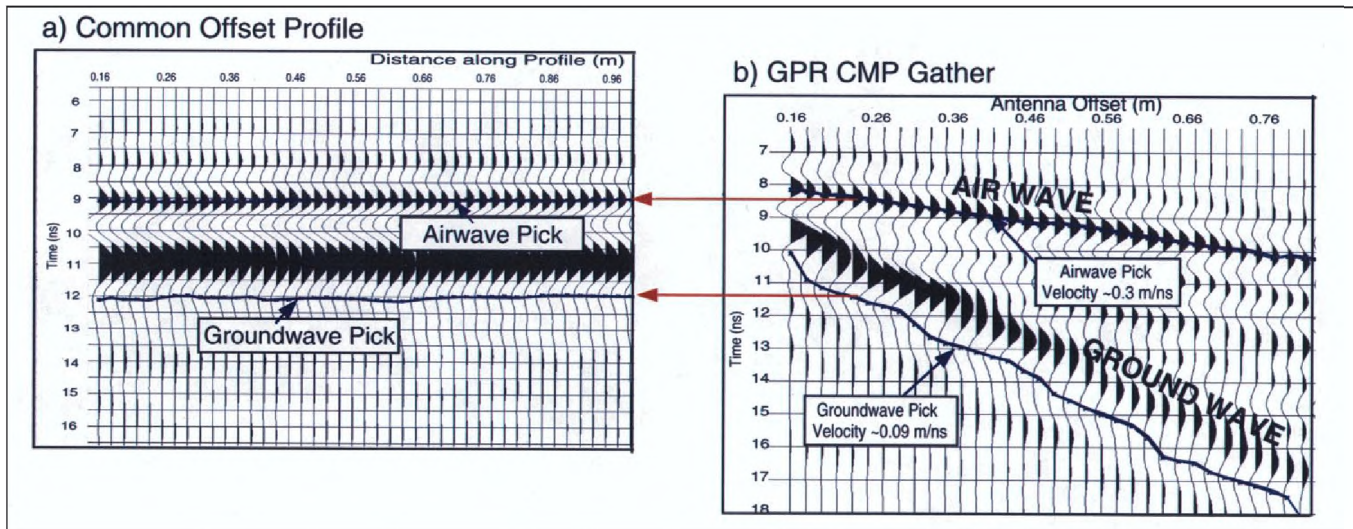 a) Common Offset Profile
Distance along Profile (m)
0.16 0.26 0.36 0.46 0.56 0.66 0.76 0.86 0.96
6
7
8
9
10
11
12
13
14
15
16
Time (ns)
Airwave Pick
Groundwave Pick
b) GPR CMP Gather
Antenna Offset (m)
0.16 0.26 0.36 0.46 0.56 0.66 0.76
7
8
9
10
11
12
13
14
15
16
17
18
Time (ns)
AIR WAVE
Airwave Pick
Velocity ~0.3 m/ns
GROUND WAVE
Groundwave Pick
Velocity ~0.09 m/ns